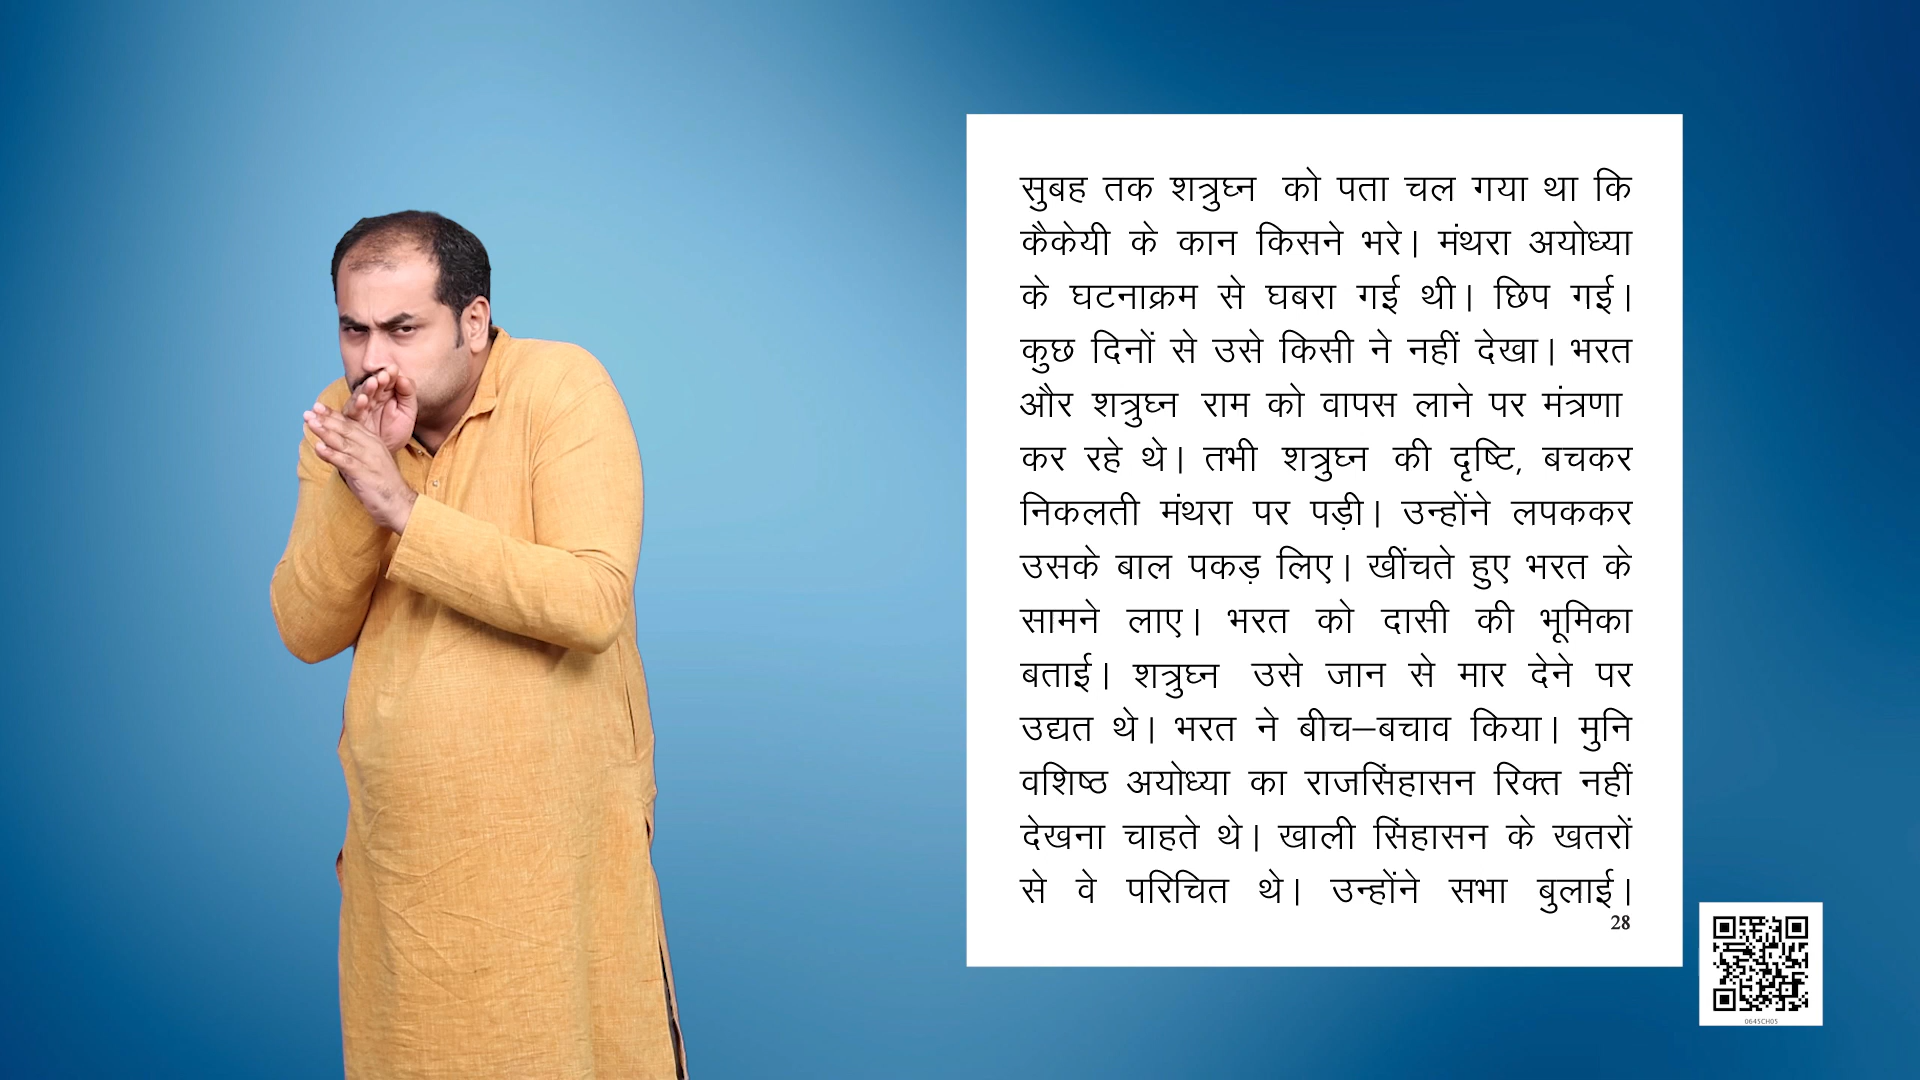 सुबह तक शत्रुघ्न को पता चल गया था कि
कैकेयी के कान किसने भरे। मंथरा अयोध्या
के घटनाक्रम से घबरा गई थी। छिप गई।
कुछ दिनों से उसे किसी ने नहीं देखा। भरत
और शत्रुघ्न राम को वापस लाने पर मंत्रणा
कर रहे थे। तभी शत्रुघ्न की दृष्टि, बचकर
निकलती मंथरा पर पड़ी। उन्होंने लपककर
उसके बाल पकड़ लिए। खींचते हुए भरत के
सामने लाए। भरत को दासी की भूमिका
बताई। शत्रुघ्न उसे जान से मार देने पर
उद्यत थे। भरत ने बीच–बचाव किया। मुनि
वशिष्ठ अयोध्या का राजसिंहासन रिक्त नहीं
देखना चाहते थे। खाली सिंहासन के खतरों
से वे परिचित थे। उन्होंने सभा बुलाई।
28
0645CH05